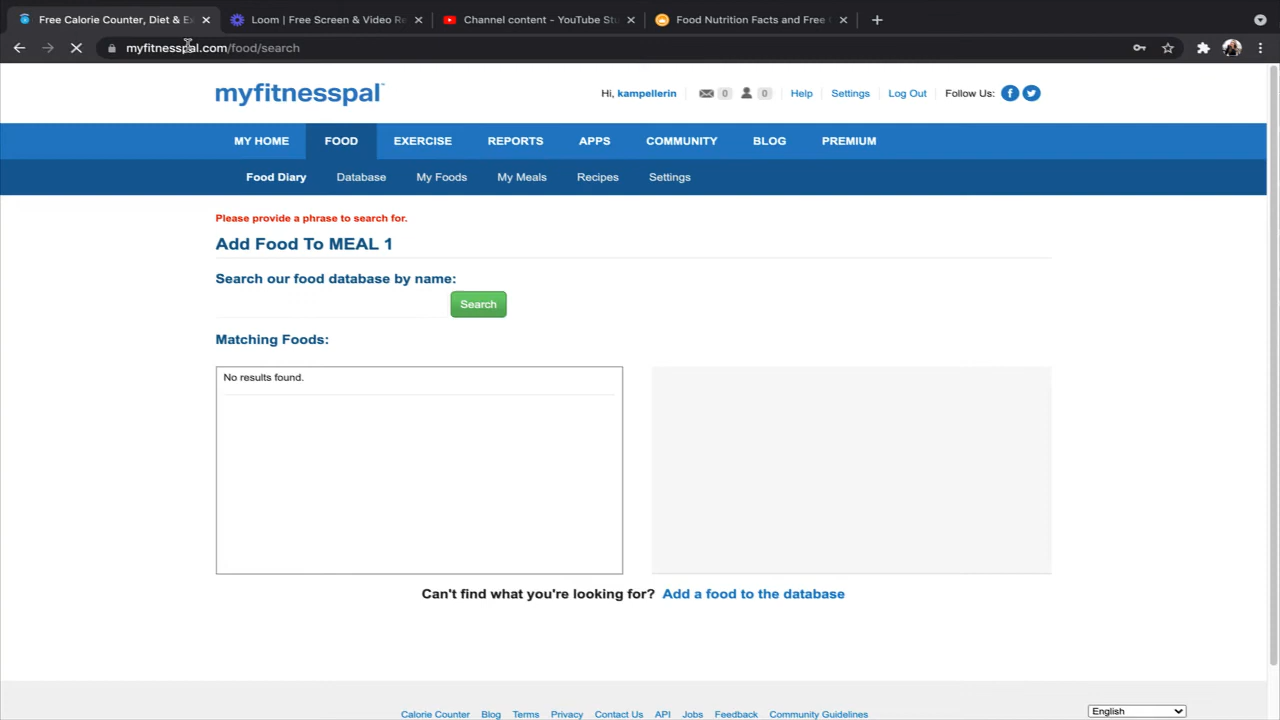 Free Calorie Counter, Diet & Ex
Loom | Free Screen & Video Re
Channel content - YouTube Stu
Food Nutrition Facts and Free C
myfitnesspal.com/food/search
myfitnesspal
Hi, kampellerin
0
0
Help
Settings
Log Out
Follow Us:
MY HOME
FOOD
EXERCISE
REPORTS
APPS
COMMUNITY
BLOG
PREMIUM
Food Diary
Database
My Foods
My Meals
Recipes
Settings
Please provide a phrase to search for.
Add Food To MEAL 1
Search our food database by name:
Search
Matching Foods:
No results found.
Can't find what you're looking for? Add a food to the database
Calorie Counter
Blog
Terms
Privacy
Contact Us
API
Jobs
Feedback
Community Guidelines
English